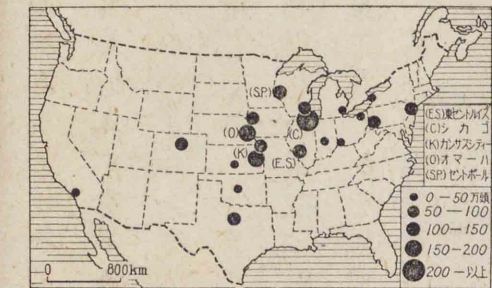 (S.P.)
(O)
(C)
(K)
(E.S.)
(E.S)東セントルイス
(C)シカゴ
(K)カンサスシティー
(O)オマーハ
(S.P.)セントポール
0－50万頭
50－100
100－150
150－200
200－以上
0 800km